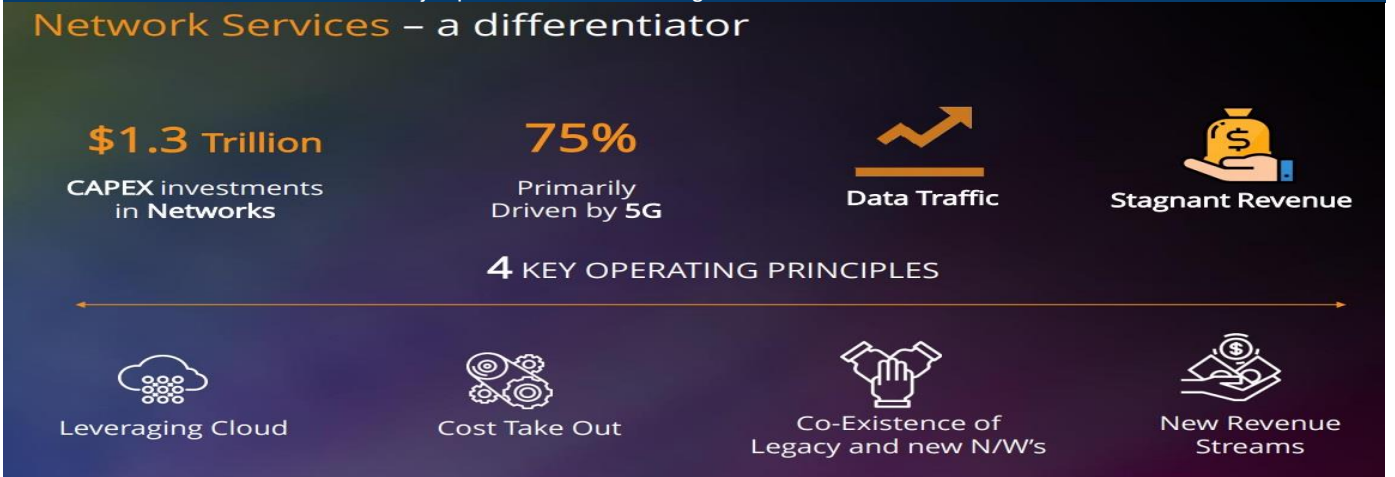 Network Services – a differentiator
$1.3 Trillion
CAPEX investments
in Networks
75%
Primarily
Driven by 5G
Data Traffic
$
Stagnant Revenue
4 KEY OPERATING PRINCIPLES
Leveraging Cloud
Cost Take Out
Co-Existence of
Legacy and new N/W's
$
New Revenue
Streams